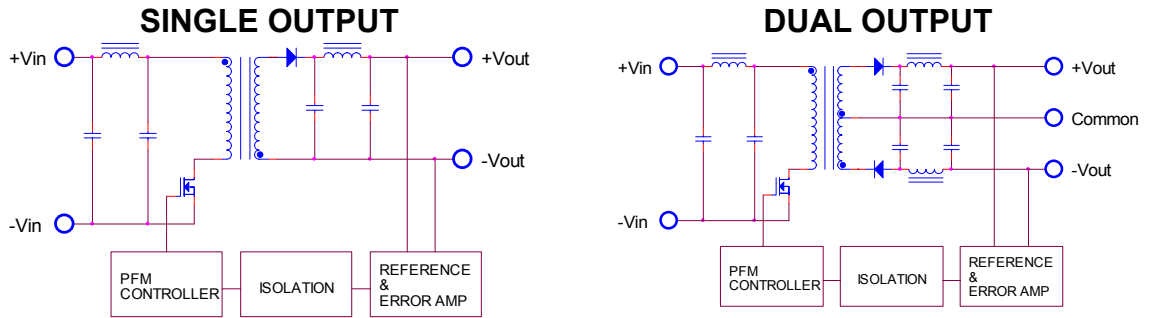 SINGLE OUTPUT
+Vin
+Vout
-Vout
-Vin
PFM
CONTROLLER
ISOLATION
REFERENCE
&
ERROR AMP
DUAL OUTPUT
+Vin
+Vout
Common
-Vout
-Vin
PFM
CONTROLLER
ISOLATION
REFERENCE
&
ERROR AMP